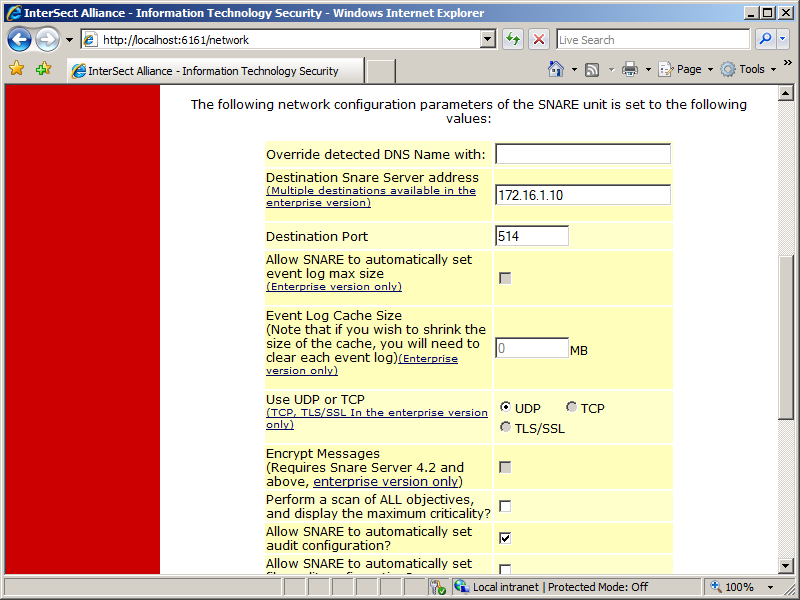 InterSect Alliance - Information Technology Security - Windows Internet Explorer
http://localhost:6161/network
Live Search
InterSect Alliance - Information Technology Security
Page
Tools
The following network configuration parameters of the SNARE unit is set to the following
values:
Override detected DNS Name with:
Destination Snare Server address
(Multiple destinations available in the
enterprise version)
172.16.1.10
Destination Port
514
Allow SNARE to automatically set
event log max size
(Enterprise version only)
Event Log Cache Size
(Note that if you wish to shrink the
size of the cache, you will need to
clear each event log)(Enterprise
version only)
0
MB
Use UDP or TCP
(TCP, TLS/SSL In the enterprise version
only)
UDP TCP
TLS/SSL
Encrypt Messages
(Requires Snare Server 4.2 and
above, enterprise version only)
Perform a scan of ALL objectives,
and display the maximum criticality?
Allow SNARE to automatically set
audit configuration?
Allow SNARE to automatically set
Local intranet | Protected Mode: Off
100%